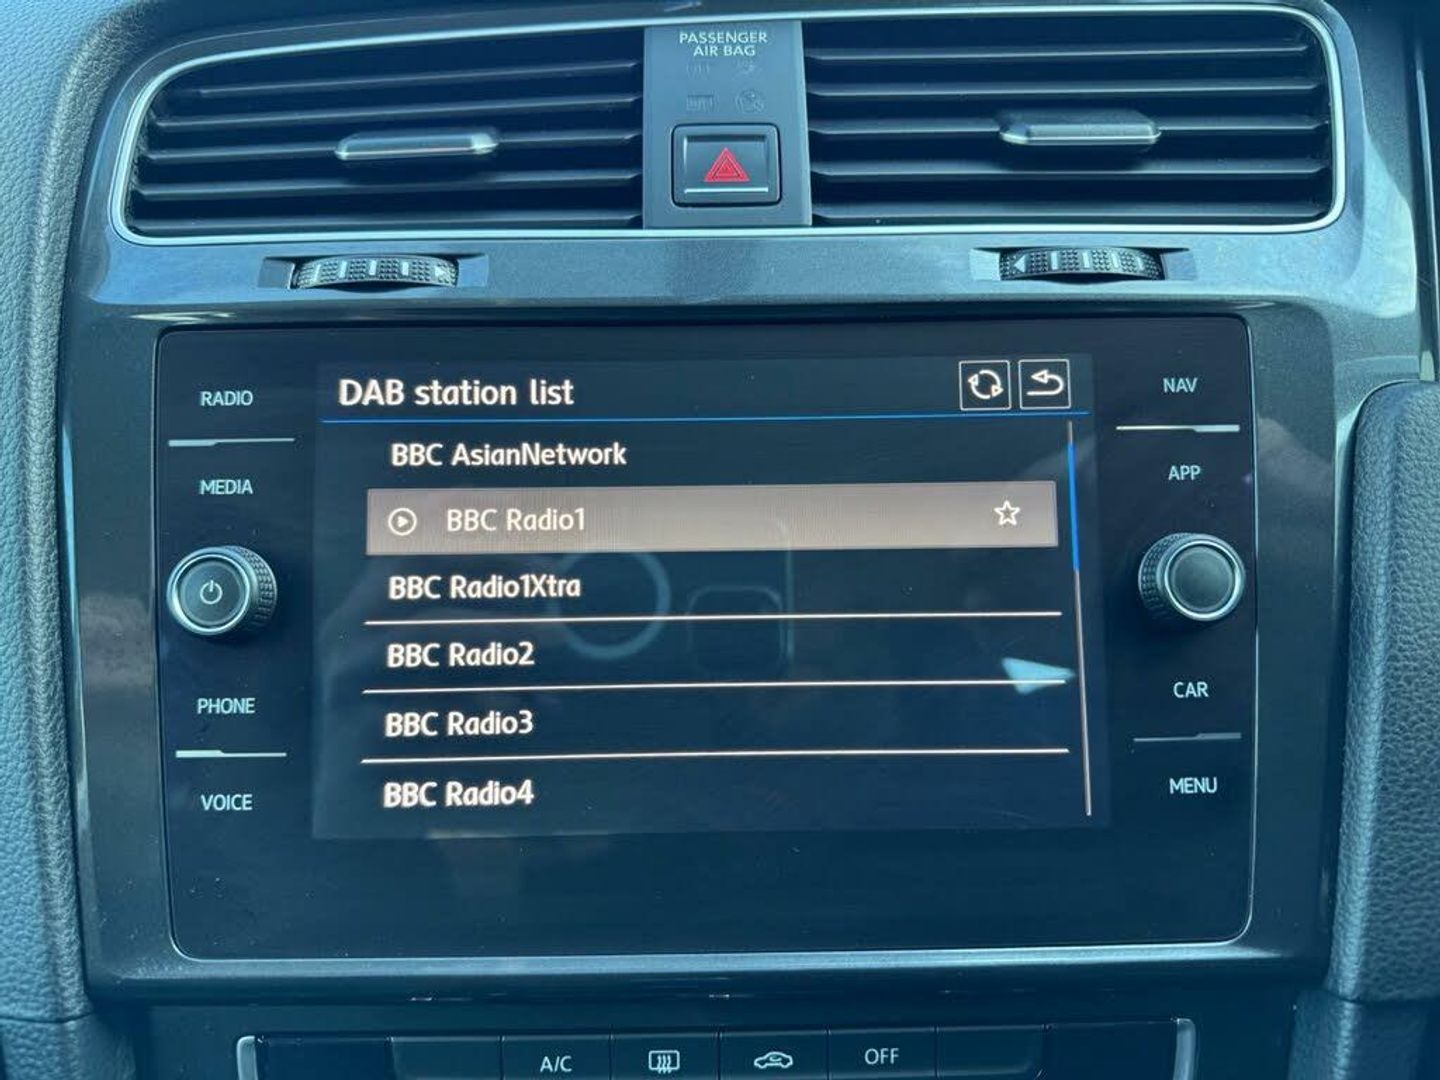 PASSENGER
AIR BAG
RADIO
MEDIA
PHONE
VOICE
DAB station list
BBC AsianNetwork
BBC Radio1
BBC Radio1Xtra
BBC Radio2
BBC Radio3
BBC Radio4
NAV
APP
CAR
MENU
A/C
OFF